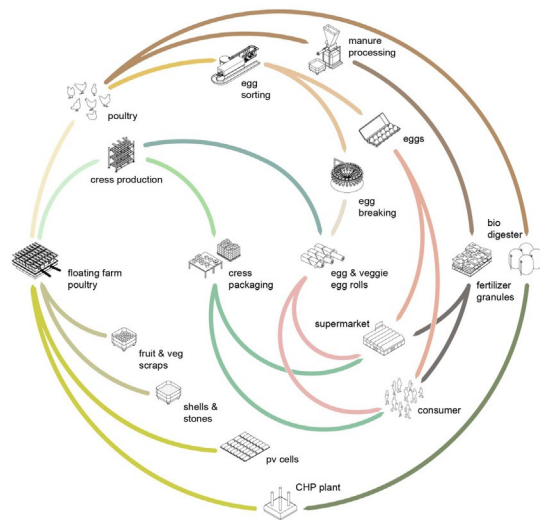 manure
processing
egg
sorting
poultry
eggs
cress production
egg
breaking
bio
digester
floating farm
poultry
cress
packaging
egg & veggie
egg rolls
fertilizer
granules
supermarket
fruit & veg
scraps
shells &
stones
consumer
pv cells
CHP plant